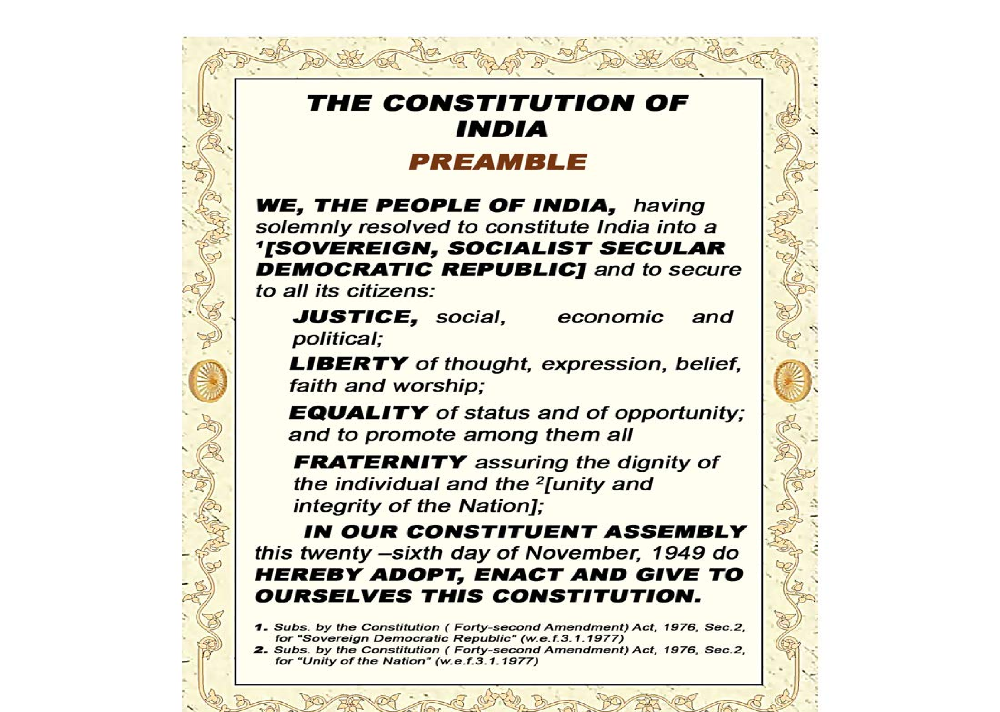 THE CONSTITUTION OF
INDIA
PREAMBLE
WE, THE PEOPLE OF INDIA, having
solemnly resolved to constitute India into a
¹[SOVEREIGN, SOCIALIST SECULAR
DEMOCRATIC REPUBLIC] and to secure
to all its citizens:
JUSTICE, social, economic and
political;
LIBERTY of thought, expression, belief,
faith and worship;
EQUALITY of status and of opportunity;
and to promote among them all
FRATERNITY assuring the dignity of
the individual and the ²[unity and
integrity of the Nation];
IN OUR CONSTITUENT ASSEMBLY
this twenty –sixth day of November, 1949 do
HEREBY ADOPT, ENACT AND GIVE TO
OURSELVES THIS CONSTITUTION.
1. Subs. by the Constitution ( Forty-second Amendment) Act, 1976, Sec.2,
for “Sovereign Democratic Republic” (w.e.f.3.1.1977)
2. Subs. by the Constitution ( Forty-second Amendment) Act, 1976, Sec.2,
for “Unity of the Nation” (w.e.f.3.1.1977)